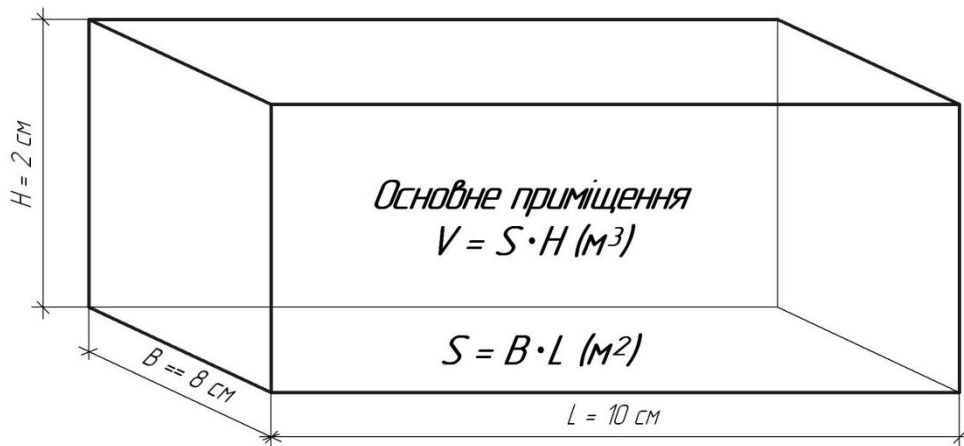 H = 2 см
Основне приміщення
V = S·H (м³)
S = B·L (м²)
B == 8 см
L = 10 см